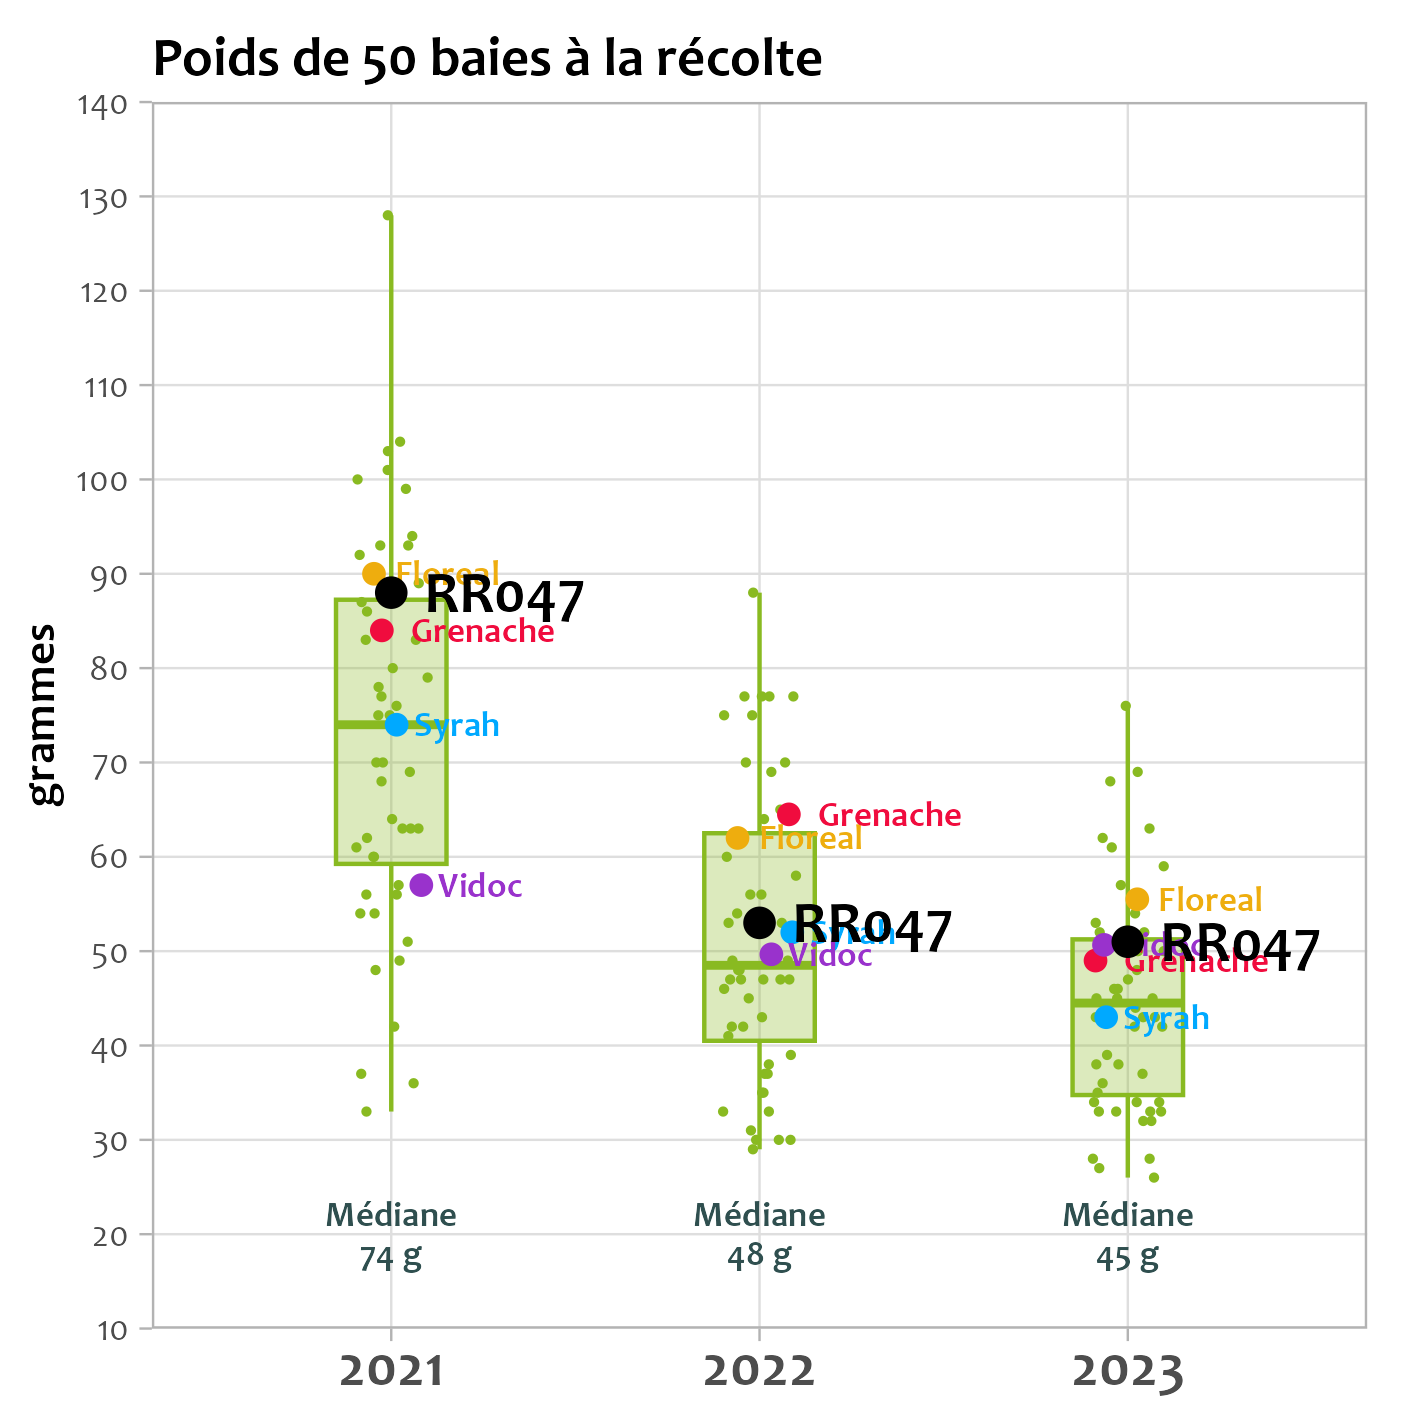 Poids de 50 baies à la récolte
140
130
120
110
100
90
80
70
60
50
40
30
20
10
grammes
Floreal
RR047
Grenache
Syrah
Vidoc
Grenache
Floreal
RR047
Syrah
Vidoc
Floreal
RR047
Vidoc
Grenache
Syrah
Médiane
74 g
Médiane
48 g
Médiane
45 g
2021
2022
2023